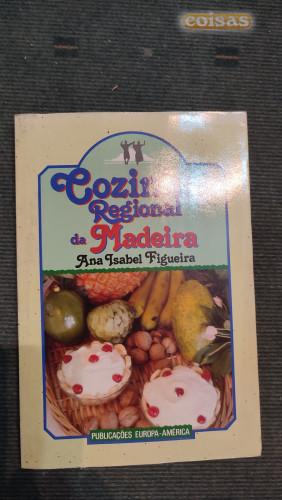 coisas
Cozinha
Regional
da Madeira
Ana Isabel Figueira
PUBLICAÇÕES EUROPA-AMÉRICA